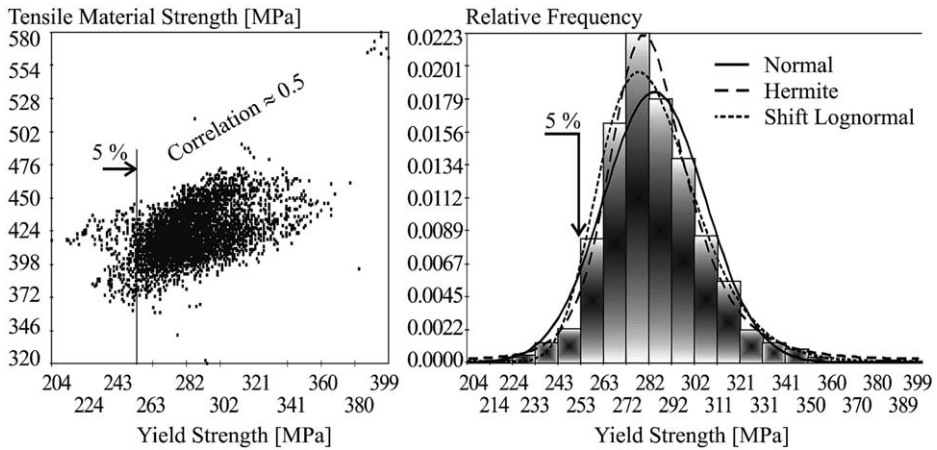 Tensile Material Strength [MPa]
580
554
528
502
476
450
424
398
372
346
320
5 %
Correlation ≈ 0.5
204 243 282 321 360 399
224 263 302 341 380
Yield Strength [MPa]
Relative Frequency
0.0223
0.0201
0.0179
0.0156
0.0134
0.0112
0.0089
0.0067
0.0045
0.0022
0.0000
Normal
Hermite
Shift Lognormal
5 %
204 224 243 263 282 302 321 340 360 380 399
214 233 253 272 292 311 331 350 370 389
Yield Strength [MPa]